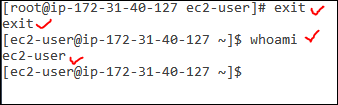 [root@ip-172-31-40-127 ec2-user]# exit
exit
[ec2-user@ip-172-31-40-127 ~]$ whoami
ec2-user
[ec2-user@ip-172-31-40-127 ~]$